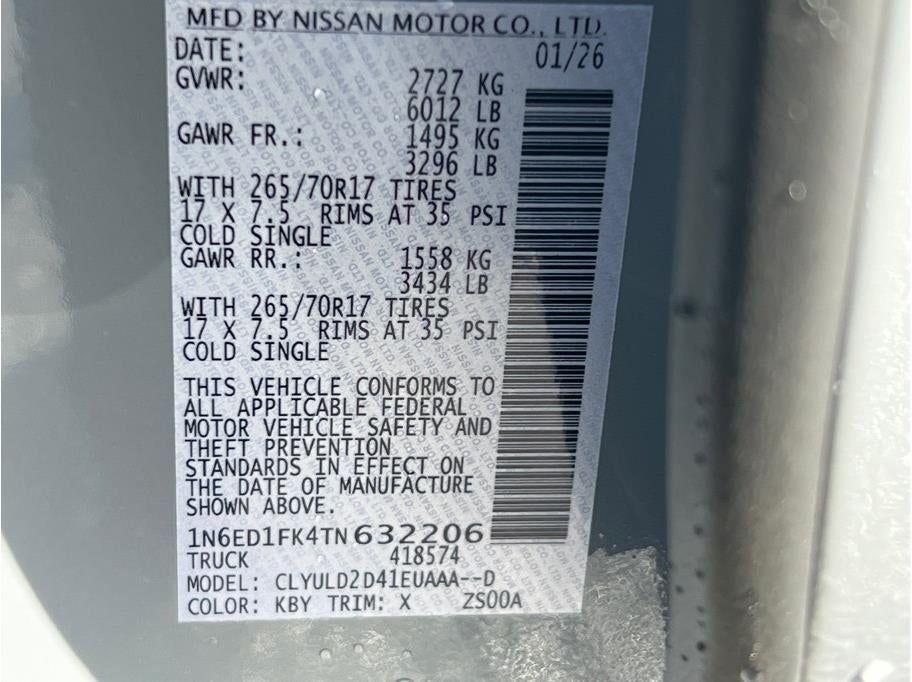 MFD BY NISSAN MOTOR CO., LTD.
DATE: 01/26
GVWR: 2727 KG
6012 LB
GAWR FR.: 1495 KG
3296 LB
WITH 265/70R17 TIRES
17 X 7.5 RIMS AT 35 PSI
COLD SINGLE
GAWR RR.: 1558 KG
3434 LB
WITH 265/70R17 TIRES
17 X 7.5 RIMS AT 35 PSI
COLD SINGLE
THIS VEHICLE CONFORMS TO
ALL APPLICABLE FEDERAL
MOTOR VEHICLE SAFETY AND
THEFT PREVENTION
STANDARDS IN EFFECT ON
THE DATE OF MANUFACTURE
SHOWN ABOVE.
1N6ED1FK4TN632206
TRUCK 418574
MODEL: CLYULD2D41EUAAA--D
COLOR: KBY TRIM: X ZS00A